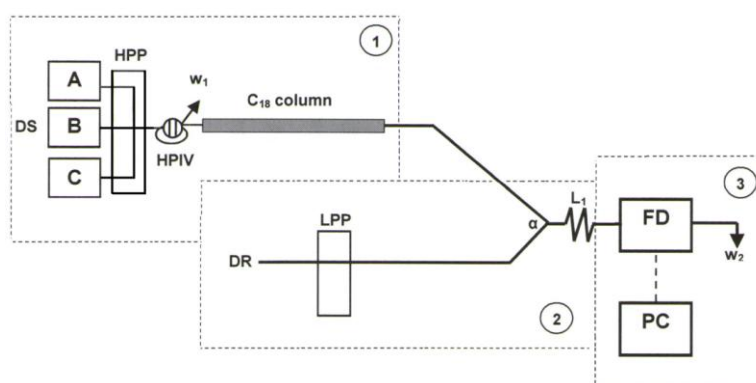 1
HPP
A
w₁
C₁₈ column
DS
B
HPIV
C
3
LPP
L₁
FD
α
DR
w₂
2
PC